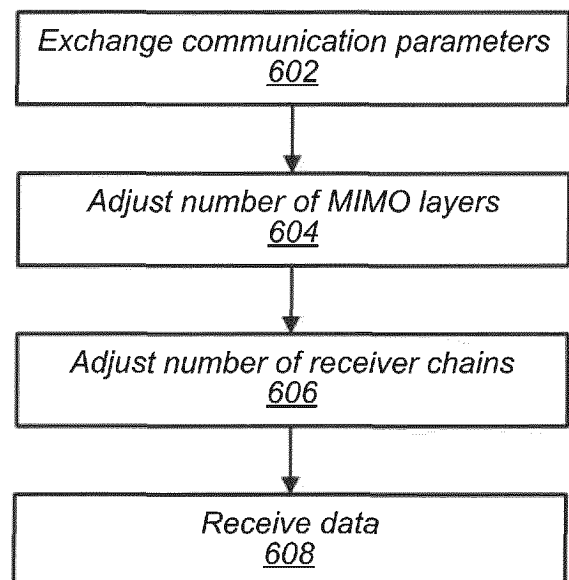 Exchange communication parameters
602
Adjust number of MIMO layers
604
Adjust number of receiver chains
606
Receive data
608